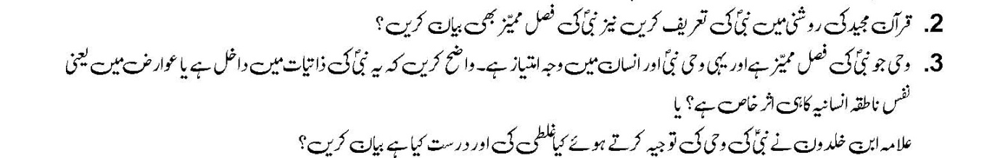 2. قرآن مجید کی روشنی میں نبیؐ کی تعریف کریں نیز نبیؐ کی فصل ممیّز بھی بیان کریں؟
3. وحی جو نبیؐ کی فصل ممیّز ہے اور یہی وحی نبیؐ اور انسان میں وجہ امتیاز ہے۔ واضح کریں کہ یہ نبیؐ کی ذاتیات میں داخل ہے یا عوارض میں یعنی
نفس ناطقہ انسانیہ کا ہی اثر خاص ہے؟ یا
علامہ ابن خلدون نے نبیؐ کی وحی کی توجیہ کرتے ہوئے کیا غلطی کی اور درست کیا ہے بیان کریں؟